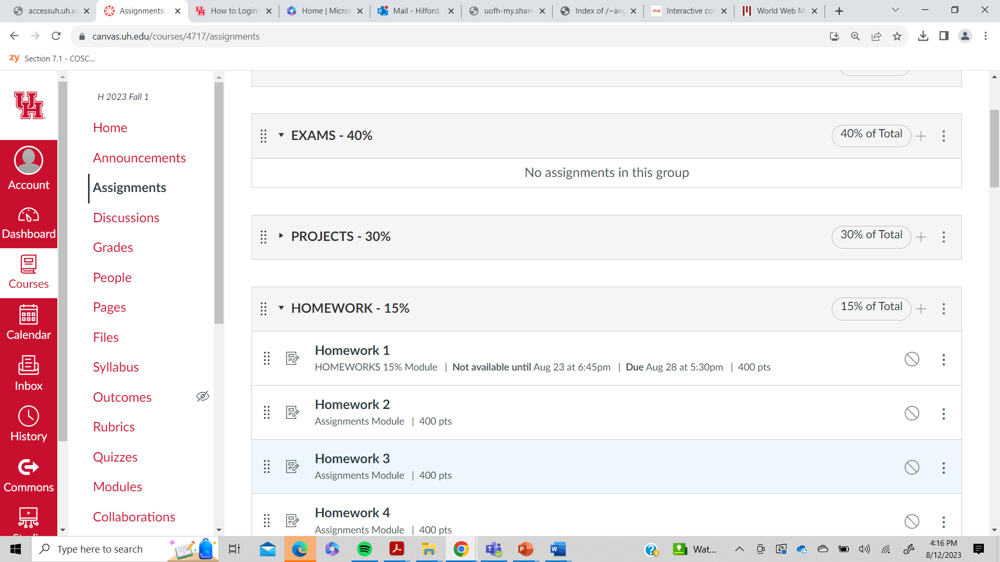 accessuh.uh.ec
Assignments: 2
How to Login
Home | Micros
Mail - Hilford,
uofh-my.share
Index of /~ang
.PUB
Interactive cor
World Web M
canvas.uh.edu/courses/4717/assignments
zy Section 7.1 - COSC...
H 2023 Fall 1
Home
Announcements
Assignments
Discussions
Grades
People
Pages
Files
Syllabus
Outcomes
Rubrics
Quizzes
Modules
Collaborations
UH
Account
Dashboard
Courses
Calendar
Inbox
History
Commons
EXAMS - 40%
40% of Total
No assignments in this group
PROJECTS - 30%
30% of Total
HOMEWORK - 15%
15% of Total
Homework 1
HOMEWORKS 15% Module | Not available until Aug 23 at 6:45pm | Due Aug 28 at 5:30pm | 400 pts
Homework 2
Assignments Module | 400 pts
Homework 3
Assignments Module | 400 pts
Homework 4
Assignments Module | 400 pts
Type here to search
Wat...
4:16 PM
8/12/2023